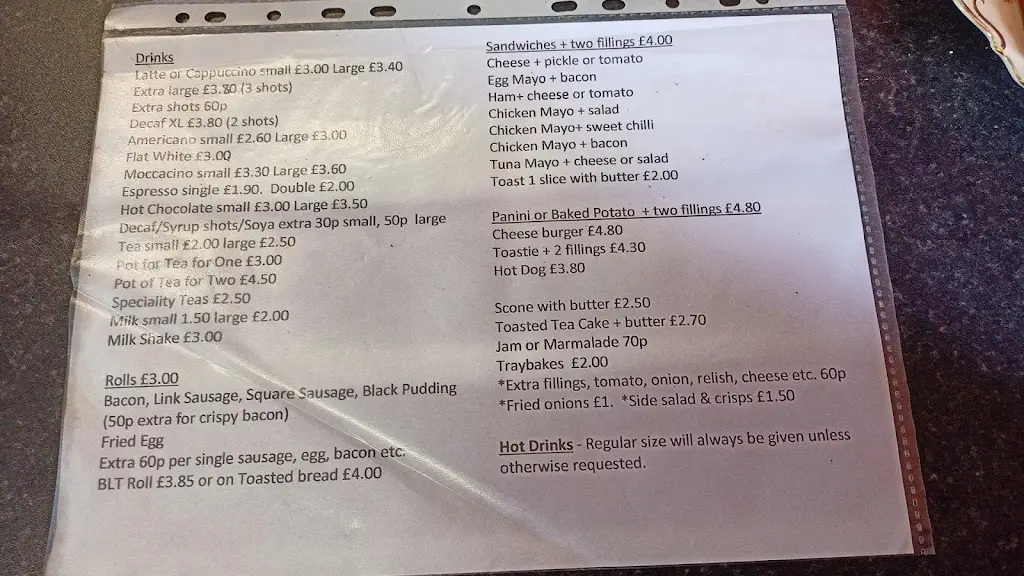 Drinks
Latte or Cappuccino small £3.00 Large £3.40
Extra large £3.80 (3 shots)
Extra shots 60p
Decaf XL £3.80 (2 shots)
Americano small £2.60 Large £3.00
Flat White £3.00
Moccacino small £3.30 Large £3.60
Espresso single £1.90. Double £2.00
Hot Chocolate small £3.00 Large £3.50
Decaf/Syrup shots/Soya extra 30p small, 50p large
Tea small £2.00 large £2.50
Pot for Tea for One £3.00
Pot of Tea for Two £4.50
Speciality Teas £2.50
Milk small 1.50 large £2.00
Milk Shake £3.00
Rolls £3.00
Bacon, Link Sausage, Square Sausage, Black Pudding
(50p extra for crispy bacon)
Fried Egg
Extra 60p per single sausage, egg, bacon etc.
BLT Roll £3.85 or on Toasted bread £4.00
Sandwiches + two fillings £4.00
Cheese + pickle or tomato
Egg Mayo + bacon
Ham+ cheese or tomato
Chicken Mayo + salad
Chicken Mayo+ sweet chilli
Chicken Mayo + bacon
Tuna Mayo + cheese or salad
Toast 1 slice with butter £2.00
Panini or Baked Potato + two fillings £4.80
Cheese burger £4.80
Toastie + 2 fillings £4.30
Hot Dog £3.80
Scone with butter £2.50
Toasted Tea Cake + butter £2.70
Jam or Marmalade 70p
Traybakes £2.00
*Extra fillings, tomato, onion, relish, cheese etc. 60p
*Fried onions £1. *Side salad & crisps £1.50
Hot Drinks - Regular size will always be given unless
otherwise requested.